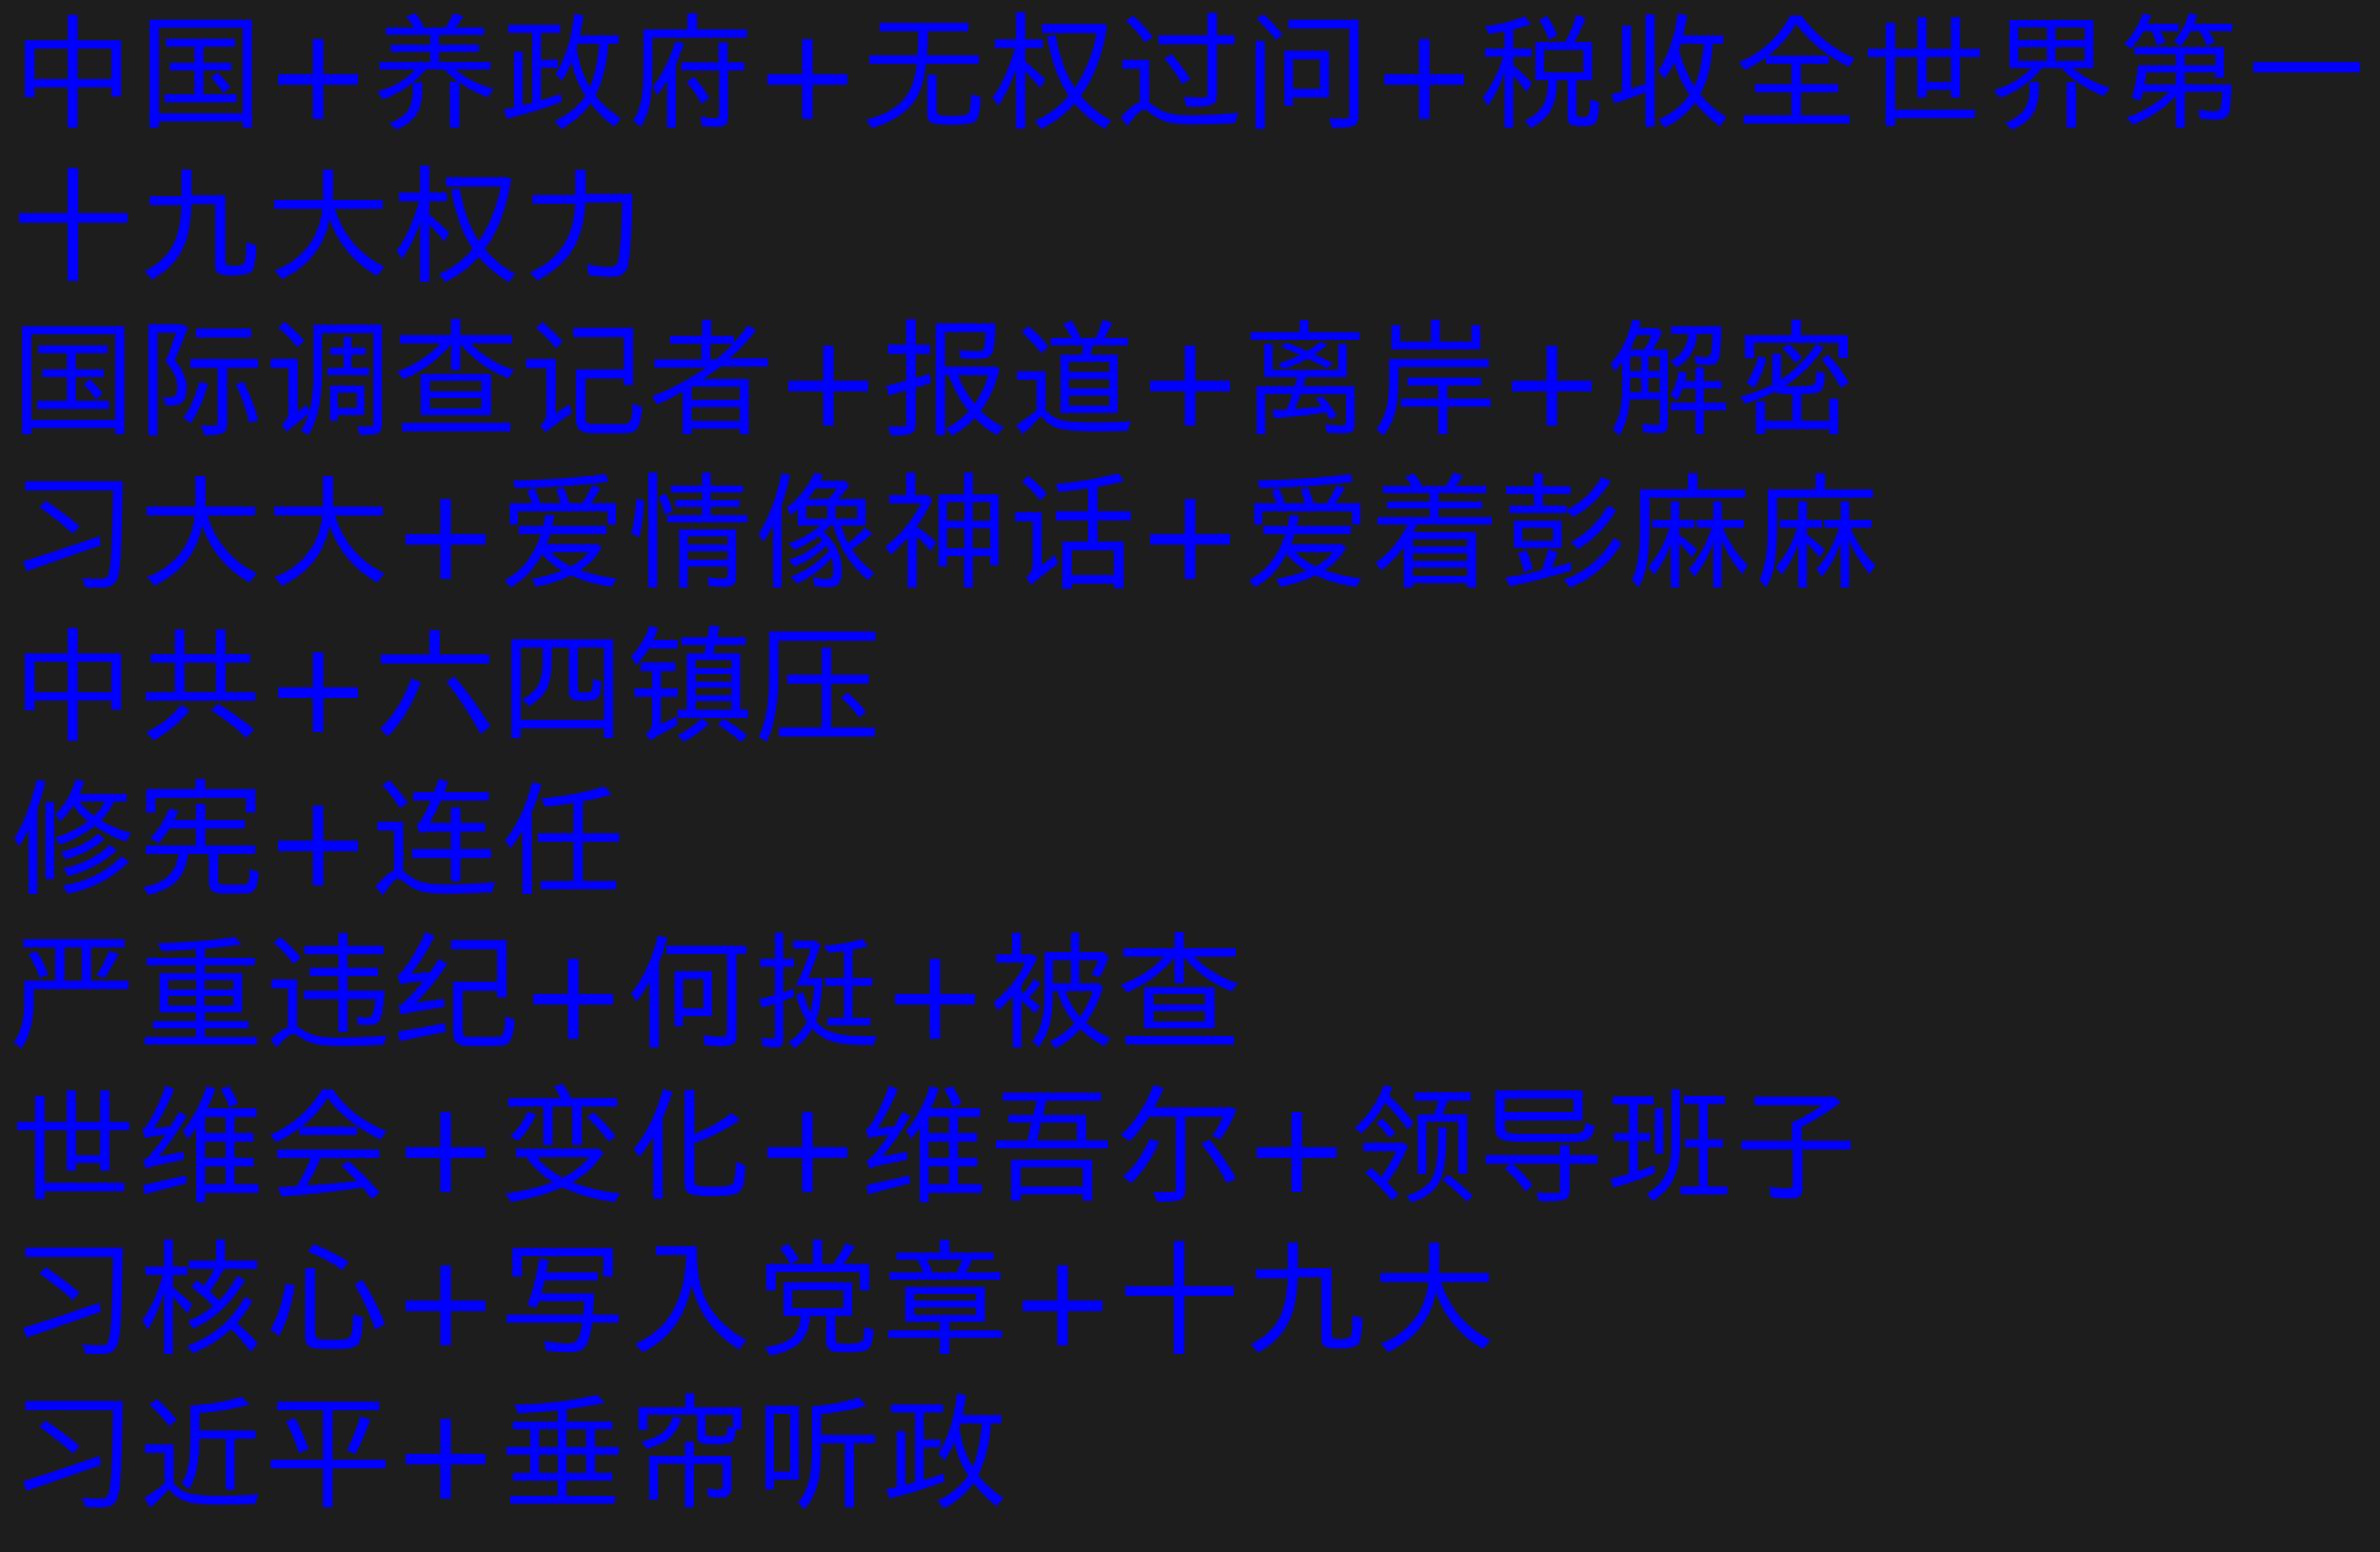 中国+养政府+无权过问+税收全世界第一
十九大权力
国际调查记者+报道+离岸+解密
习大大+爱情像神话+爱着彭麻麻
中共+六四镇压
修宪+连任
严重违纪+何挺+被查
世维会+变化+维吾尔+领导班子
习核心+写入党章+十九大
习近平+垂帘听政